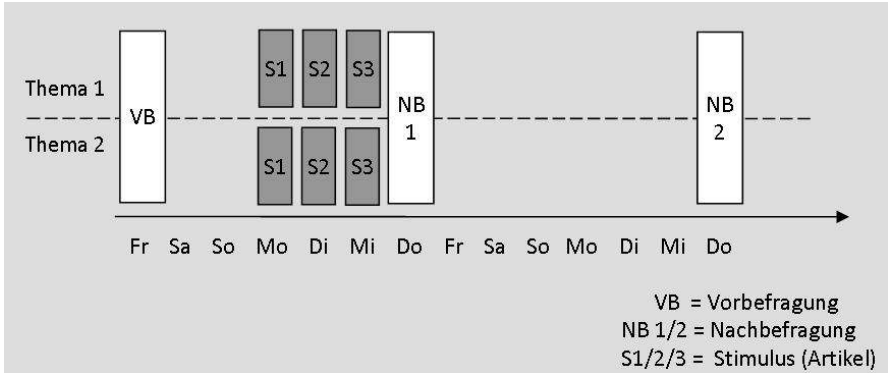 Thema 1
Thema 2
VB
S1 S2 S3
S1 S2 S3
NB
1
NB
2
Fr Sa So Mo Di Mi Do Fr Sa So Mo Di Mi Do
VB = Vorbefragung
NB 1/2 = Nachbefragung
S1/2/3 = Stimulus (Artikel)